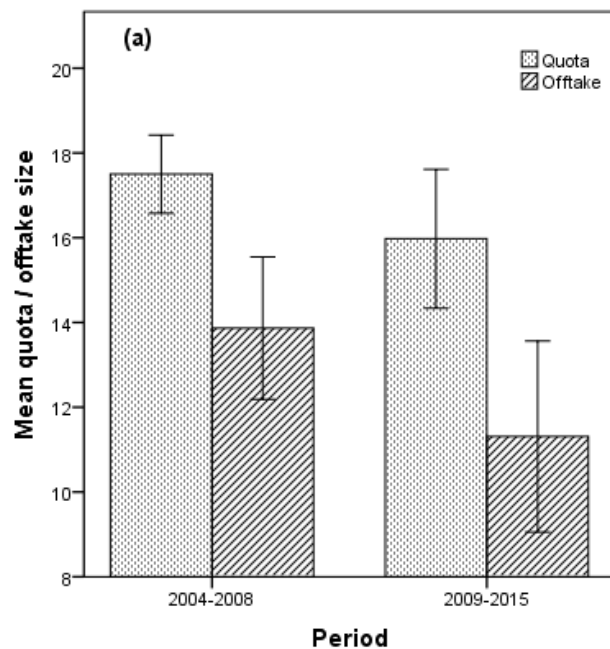 (a)
Quota
Offtake
20
18
16
14
12
10
8
Mean quota / offtake size
2004-2008
2009-2015
Period